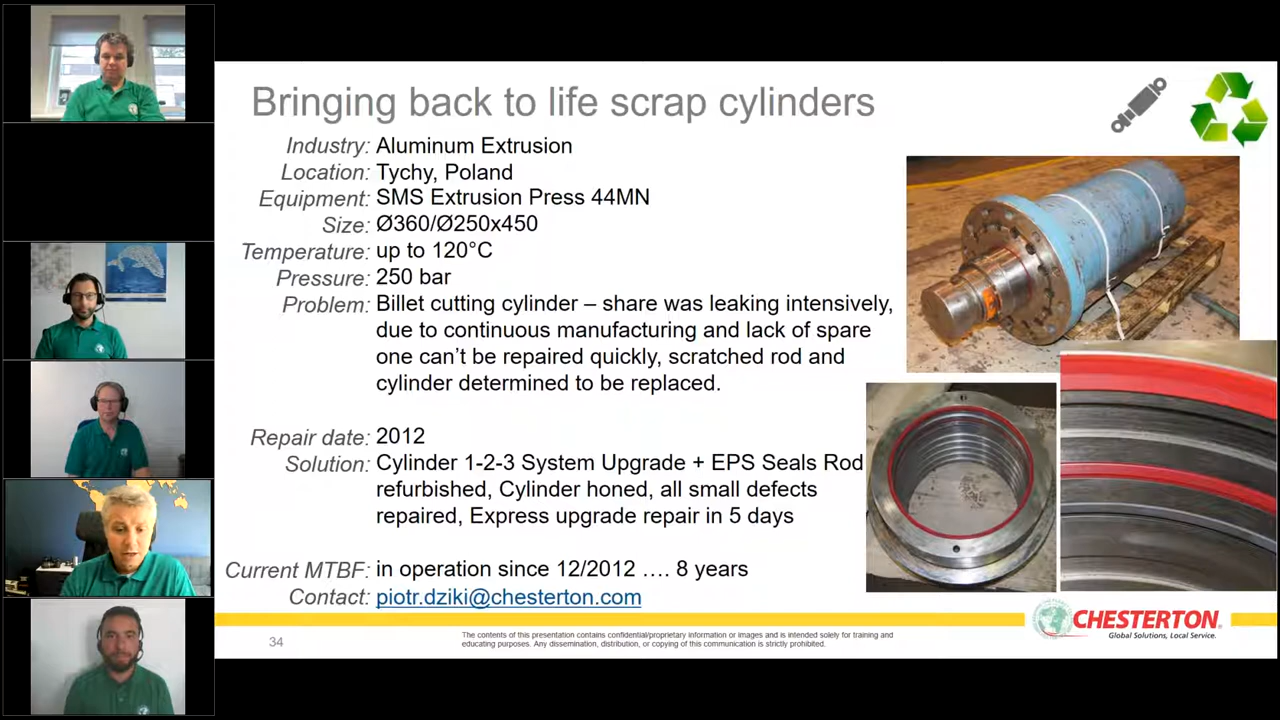 Bringing back to life scrap cylinders
Industry: Aluminum Extrusion
Location: Tychy, Poland
Equipment: SMS Extrusion Press 44MN
Size: Ø360/Ø250x450
Temperature: up to 120°C
Pressure: 250 bar
Problem: Billet cutting cylinder – share was leaking intensively,
due to continuous manufacturing and lack of spare
one can't be repaired quickly, scratched rod and
cylinder determined to be replaced.
Repair date: 2012
Solution: Cylinder 1-2-3 System Upgrade + EPS Seals Rod
refurbished, Cylinder honed, all small defects
repaired, Express upgrade repair in 5 days
Current MTBF: in operation since 12/2012 …. 8 years
Contact: piotr.dziki@chesterton.com
34
The contents of this presentation contains confidential/proprietary information or images and is intended solely for training and
educating purposes. Any dissemination, distribution, or copying of this communication is strictly prohibited.
CHESTERTON®
Global Solutions, Local Service.